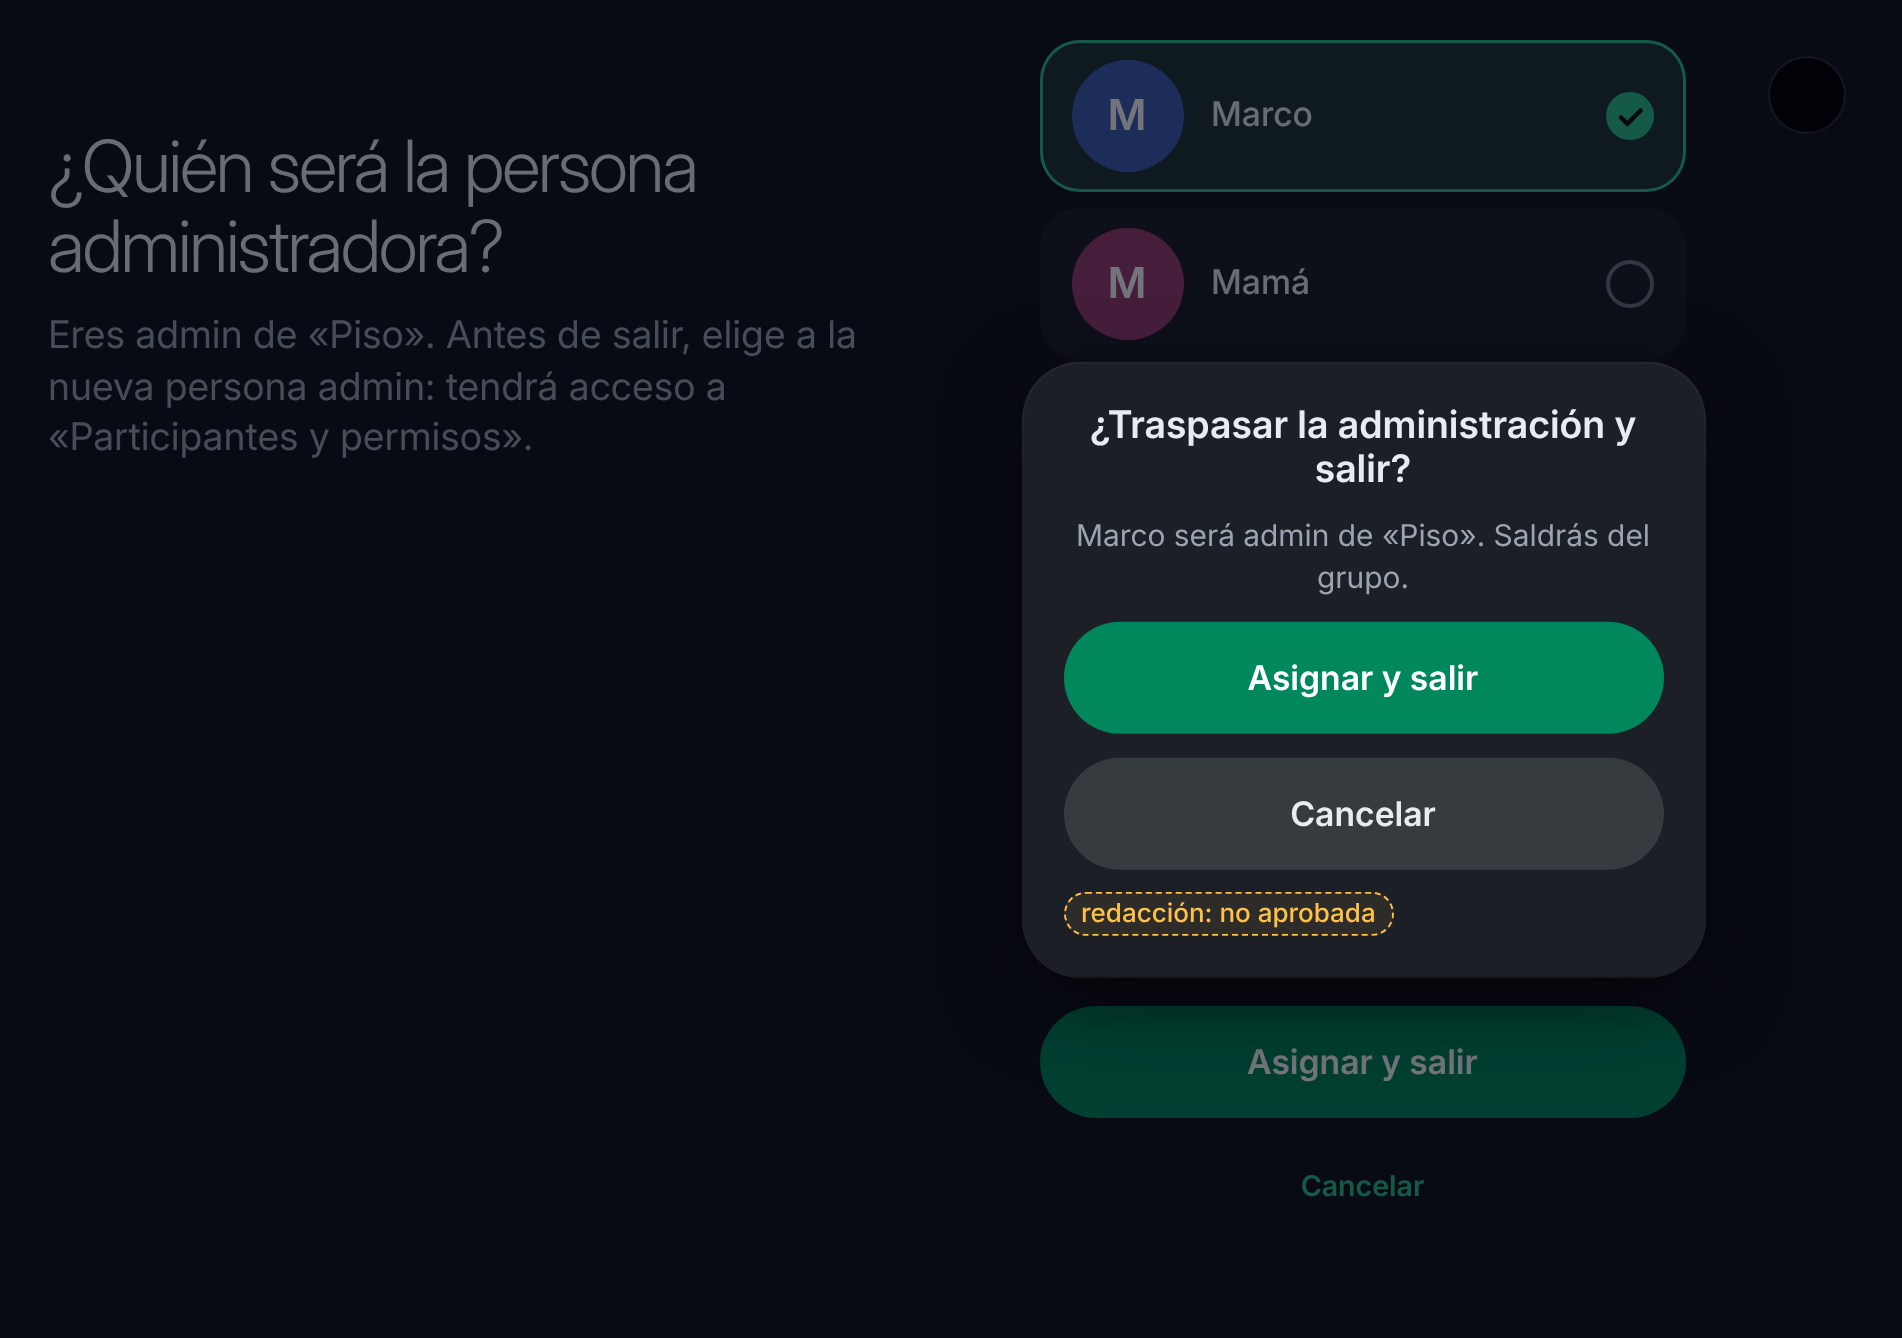 ¿Quién será la persona
administradora?
Eres admin de «Piso». Antes de salir, elige a la
nueva persona admin: tendrá acceso a
«Participantes y permisos».
M
Marco
M
Mamá
¿Traspasar la administración y
salir?
Marco será admin de «Piso». Saldrás del
grupo.
Asignar y salir
Cancelar
redacción: no aprobada
Asignar y salir
Cancelar